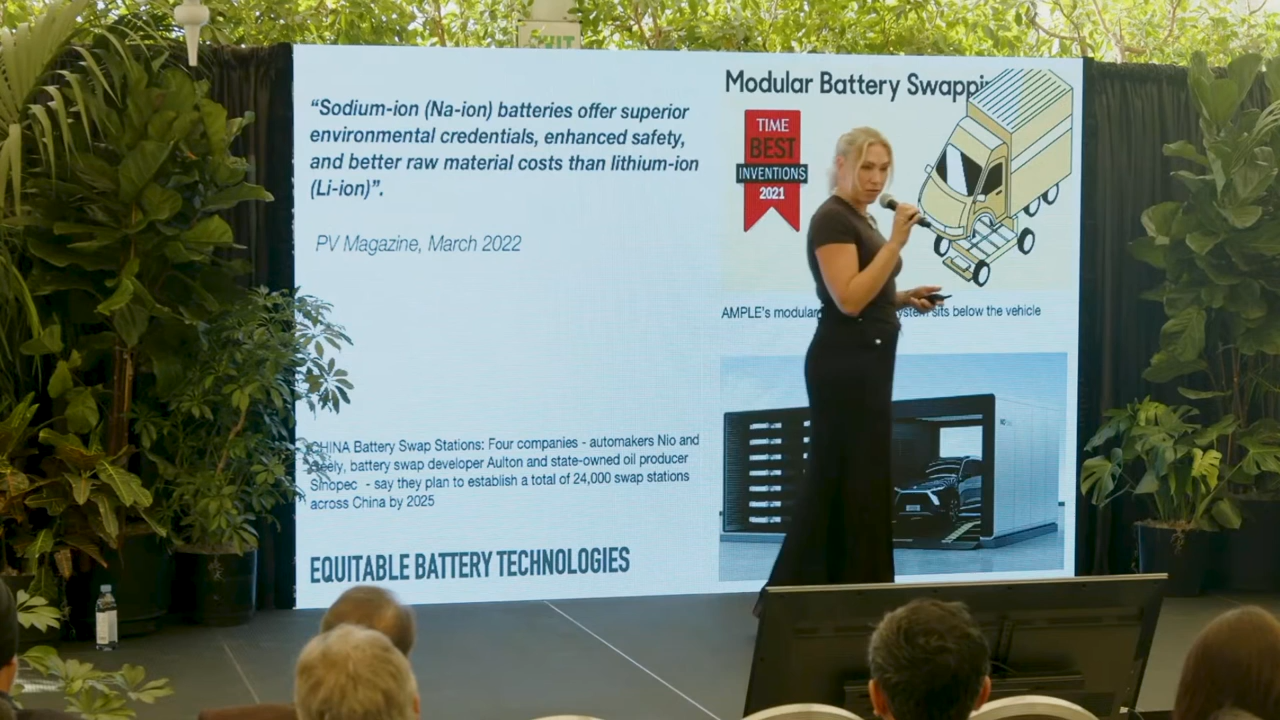 EXIT
“Sodium-ion (Na-ion) batteries offer superior
environmental credentials, enhanced safety,
and better raw material costs than lithium-ion
(Li-ion)”.
PV Magazine, March 2022
CHINA Battery Swap Stations: Four companies - automakers Nio and
Geely, battery swap developer Aulton and state-owned oil producer
Sinopec - say they plan to establish a total of 24,000 swap stations
across China by 2025
EQUITABLE BATTERY TECHNOLOGIES
Modular Battery Swappi
TIME
BEST
INVENTIONS
2021
AMPLE's modular ystem sits below the vehicle